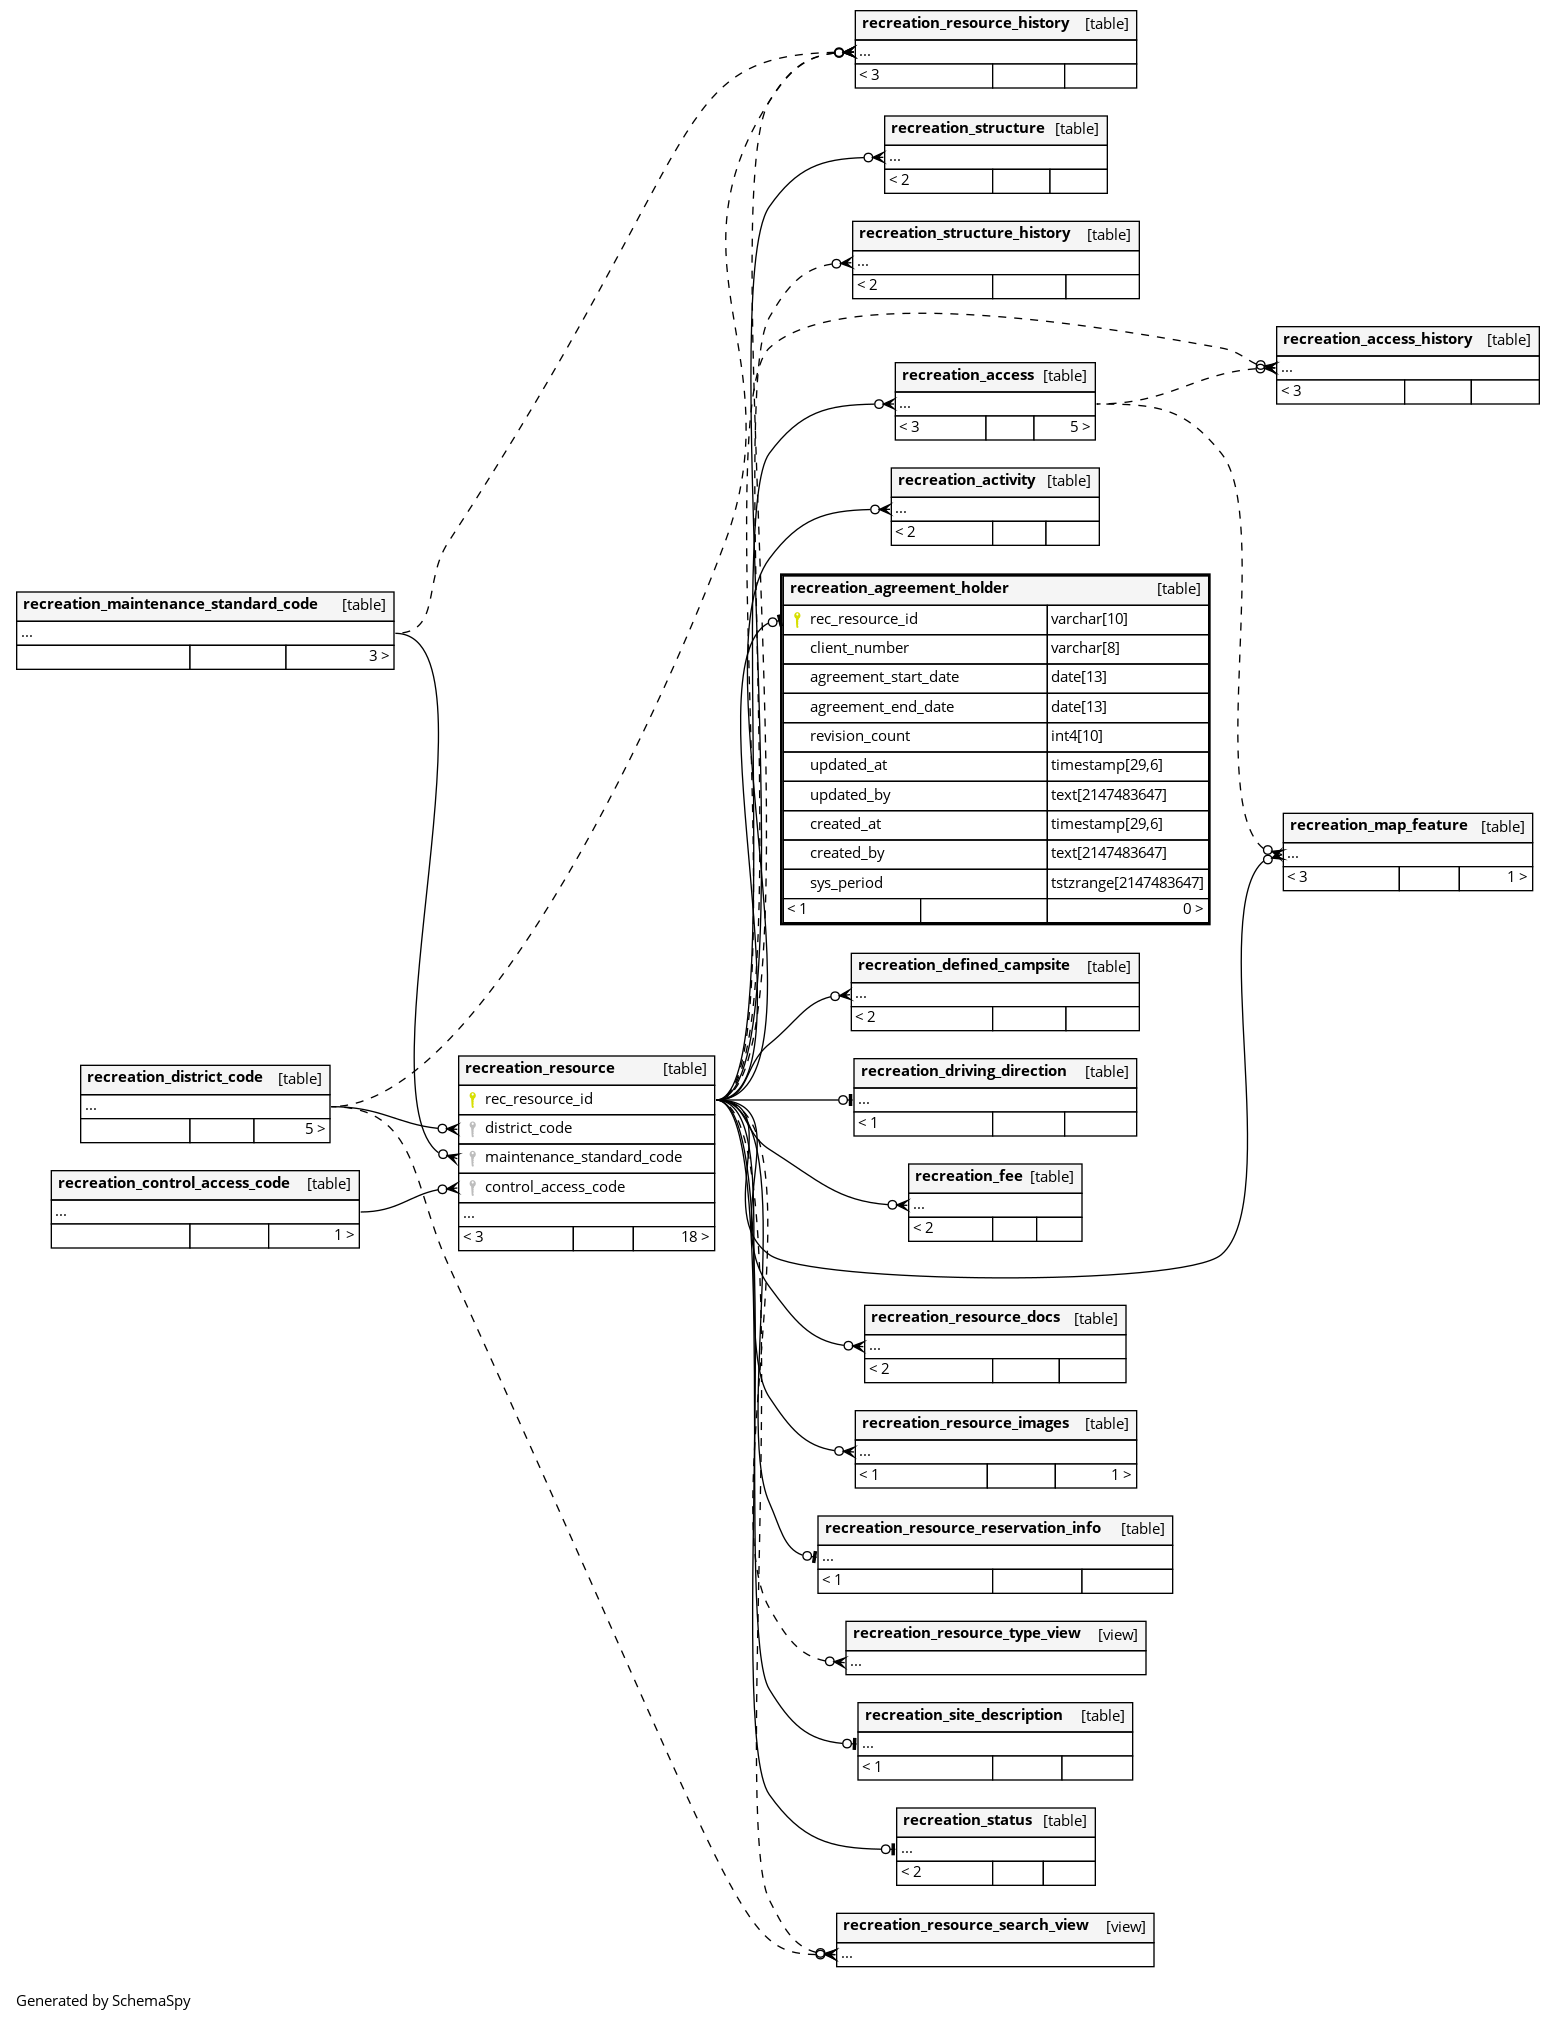 recreation_resource_history [table]
...
< 3
recreation_structure [table]
...
< 2
recreation_structure_history [table]
...
< 2
recreation_access_history [table]
...
< 3
recreation_access [table]
...
< 3 5 >
recreation_activity [table]
...
< 2
recreation_agreement_holder [table]
rec_resource_id varchar[10]
client_number varchar[8]
agreement_start_date date[13]
agreement_end_date date[13]
revision_count int4[10]
updated_at timestamp[29,6]
updated_by text[2147483647]
created_at timestamp[29,6]
created_by text[2147483647]
sys_period tstzrange[2147483647]
< 1 0 >
recreation_maintenance_standard_code [table]
...
3 >
recreation_map_feature [table]
...
< 3 1 >
recreation_defined_campsite [table]
...
< 2
recreation_district_code [table]
...
5 >
recreation_resource [table]
rec_resource_id
district_code
maintenance_standard_code
control_access_code
...
< 3 18 >
recreation_control_access_code [table]
...
1 >
recreation_driving_direction [table]
...
< 1
recreation_fee [table]
...
< 2
recreation_resource_docs [table]
...
< 2
recreation_resource_images [table]
...
< 1 1 >
recreation_resource_reservation_info [table]
...
< 1
recreation_resource_type_view [view]
...
recreation_site_description [table]
...
< 1
recreation_status [table]
...
< 2
recreation_resource_search_view [view]
...
Generated by SchemaSpy